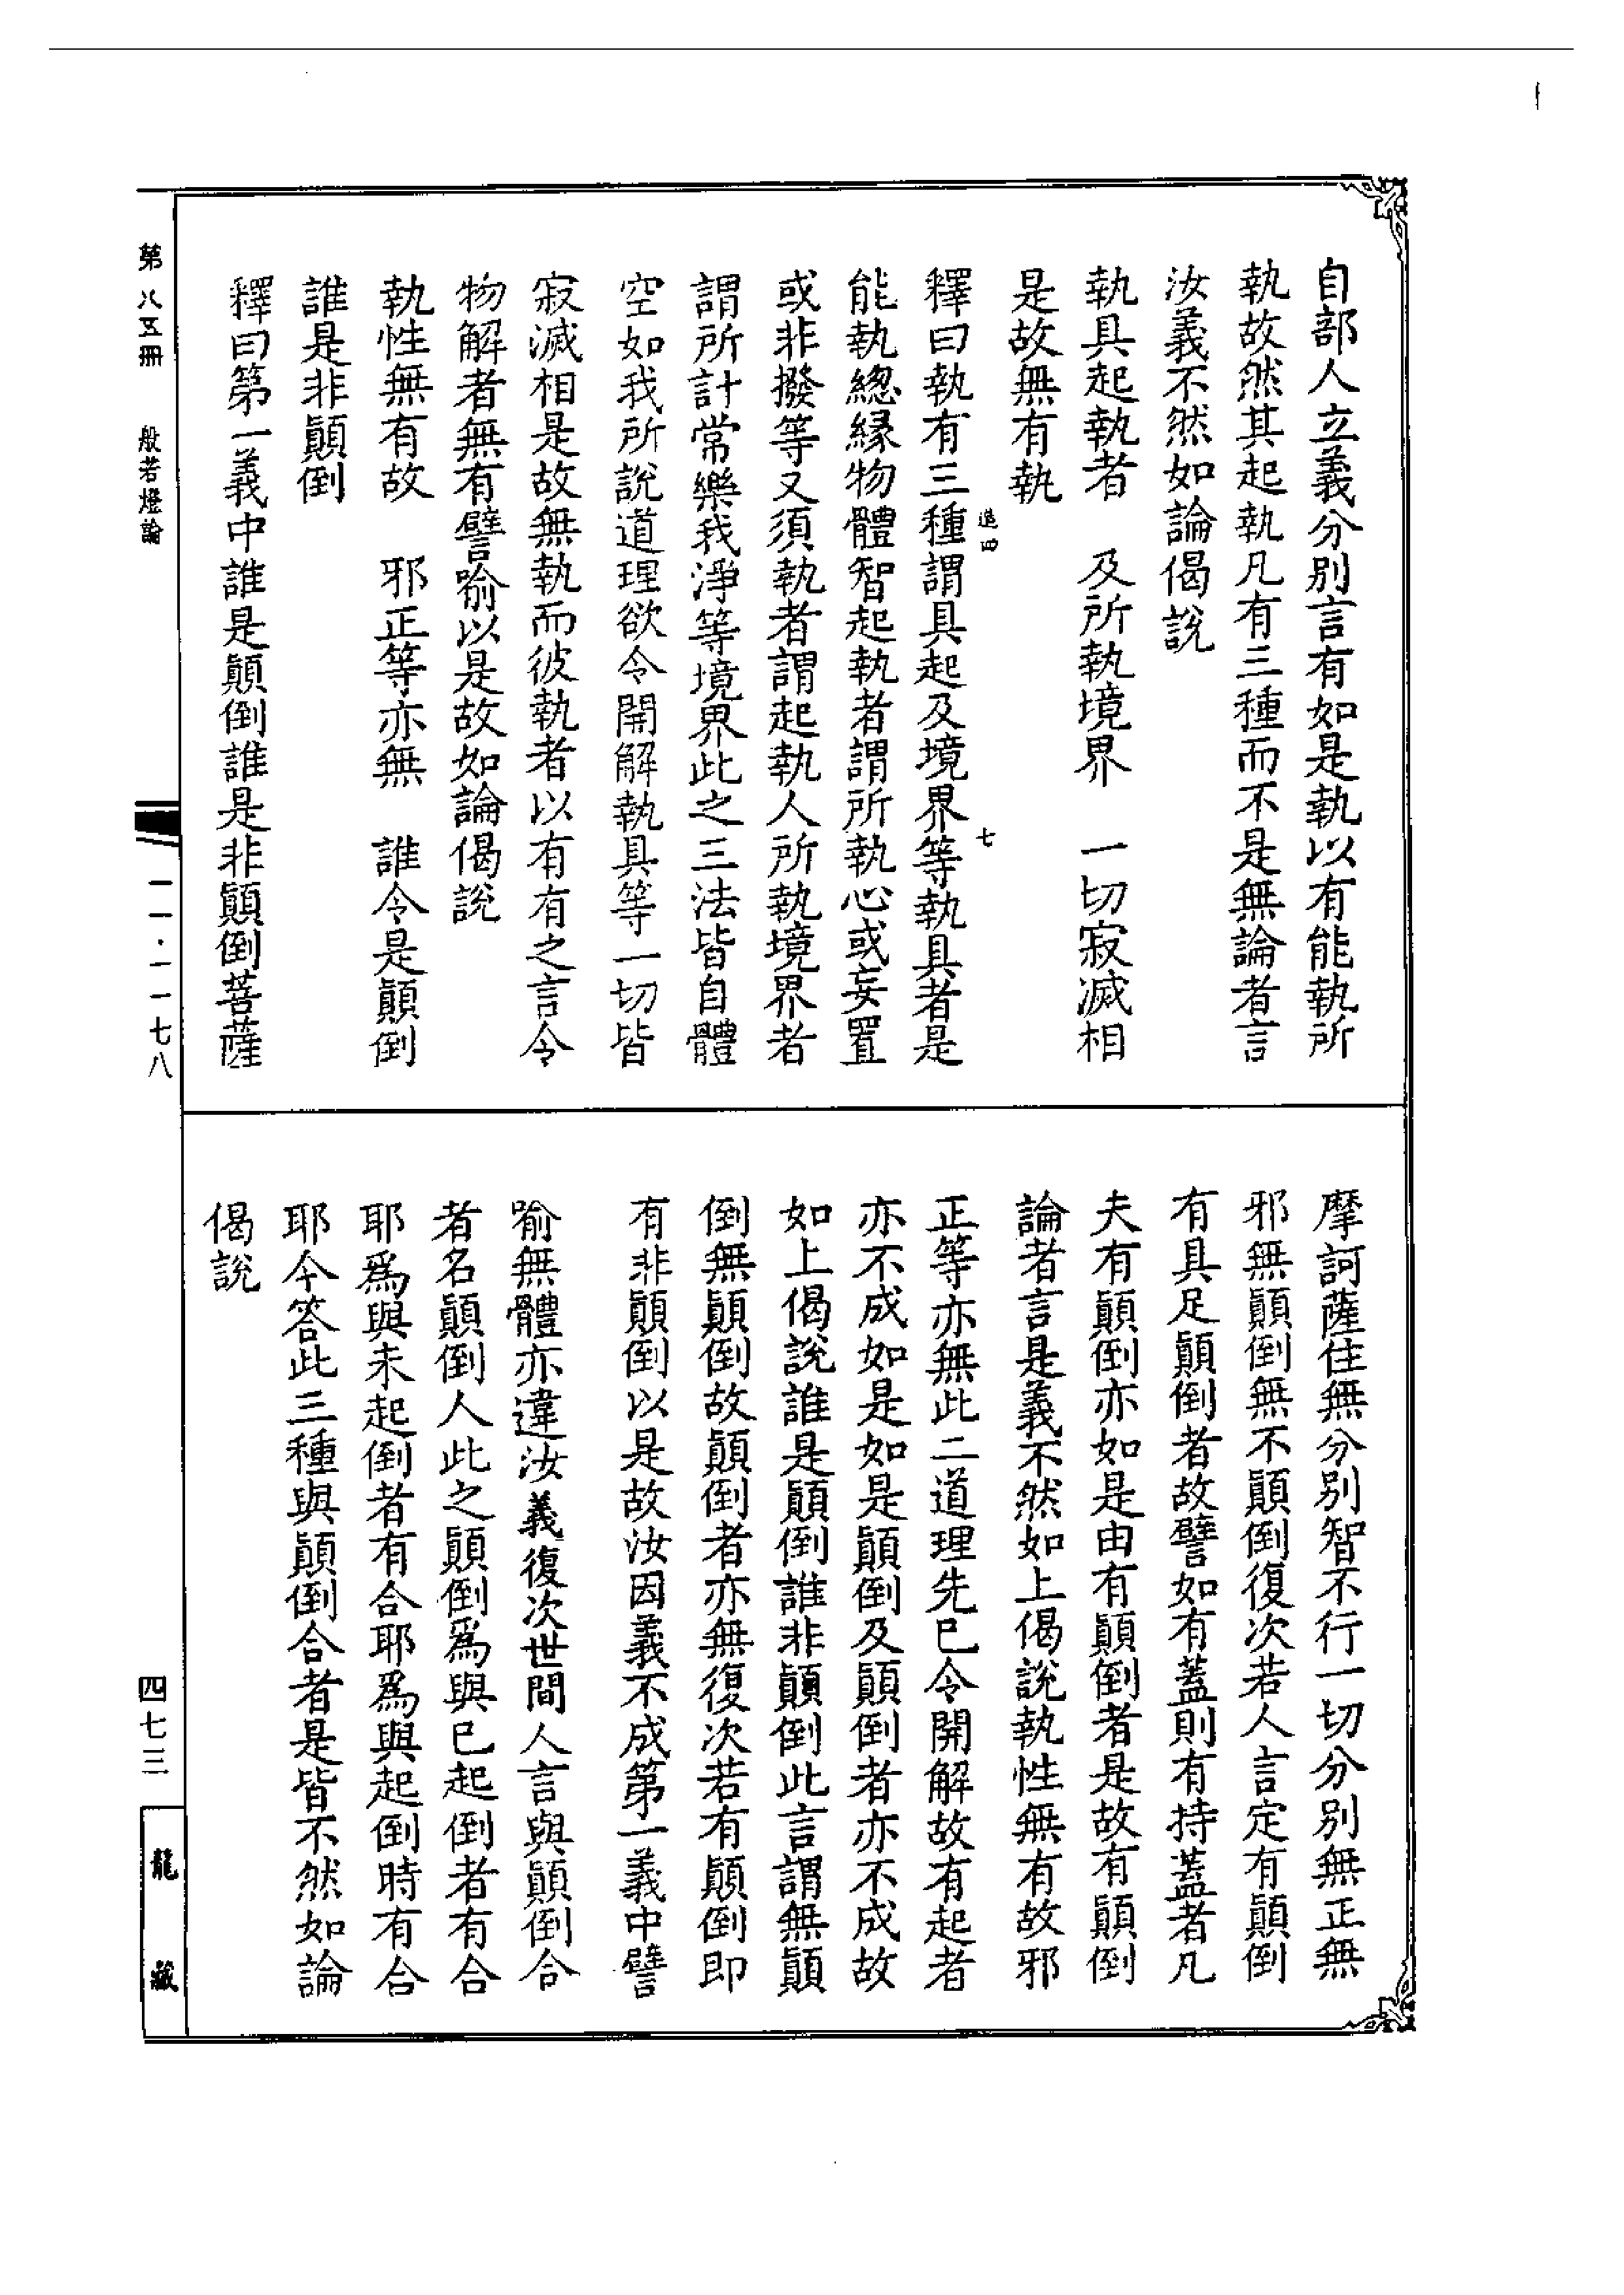 自部人立義分別言有如是執以有能執所
執故然其起執凡有三種而不是無論者言
汝義不然如論偈說
執具起執者　及所執境界　一切寂滅相
是故無有執
進四　七
釋曰執有三種謂具起及境界等執具者是
能執緫緣物體智起執者謂所執心或妄置
或非撥等又須執者謂起執人所執境界者
謂所計常樂我淨等境界此之三法皆自體
空如我所說道理欲令開解執具等一切皆
寂滅相是故無執而彼執者以有有之言令
物解者無有譬喻以是故如論偈說
執性無有故　邪正等亦無　誰令是顛倒
誰是非顛倒
釋曰第一義中誰是顛倒誰是非顛倒菩薩
摩訶薩住無分別智不行一切分別無正無
邪無顛倒無不顛倒復次若人言定有顛倒
有具足顛倒者故譬如有蓋則有持蓋者凡
夫有顛倒亦如是由有顛倒者是故有顛倒
論者言是義不然如上偈說執性無有故邪
正等亦無此二道理先已令開解故有起者
亦不成如是如是顛倒及顛倒者亦不成故
如上偈說誰是顛倒誰非顛倒此言謂無顛
倒無顛倒故顛倒者亦無復次若有顛倒即
有非顛倒以是故汝因義不成第一義中譬
喻無體亦違汝義復次世間人言與顛倒合
者名顛倒人此之顛倒爲與已起倒者有合
耶爲與未起倒者有合耶爲與起倒時有合
耶今答此三種與顛倒合者是皆不然如論
偈說
第八五冊　般若燈論　一一·一一七八　四七三　龍藏